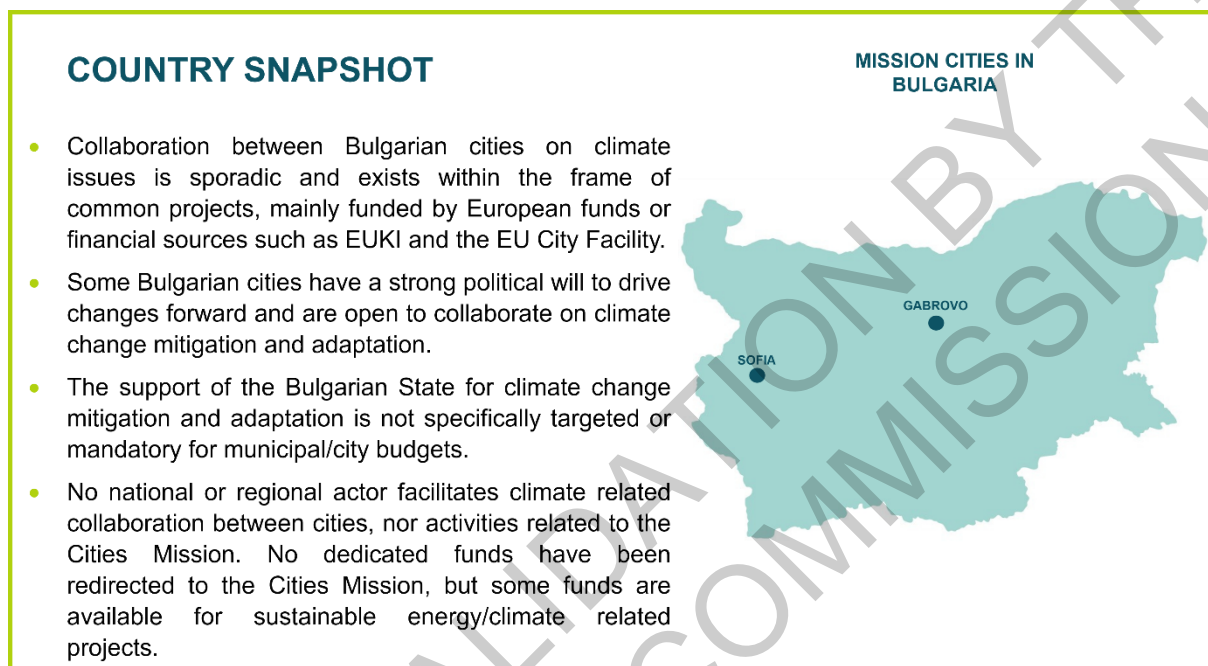 COUNTRY SNAPSHOT
MISSION CITIES IN
BULGARIA
• Collaboration between Bulgarian cities on climate
issues is sporadic and exists within the frame of
common projects, mainly funded by European funds or
financial sources such as EUKI and the EU City Facility.
• Some Bulgarian cities have a strong political will to drive
changes forward and are open to collaborate on climate
change mitigation and adaptation.
• The support of the Bulgarian State for climate change
mitigation and adaptation is not specifically targeted or
mandatory for municipal/city budgets.
• No national or regional actor facilitates climate related
collaboration between cities, nor activities related to the
Cities Mission. No dedicated funds have been
redirected to the Cities Mission, but some funds are
available for sustainable energy/climate related
projects.
GABROVO
SOFIA
VALIDATION BY TH
COMMISSION